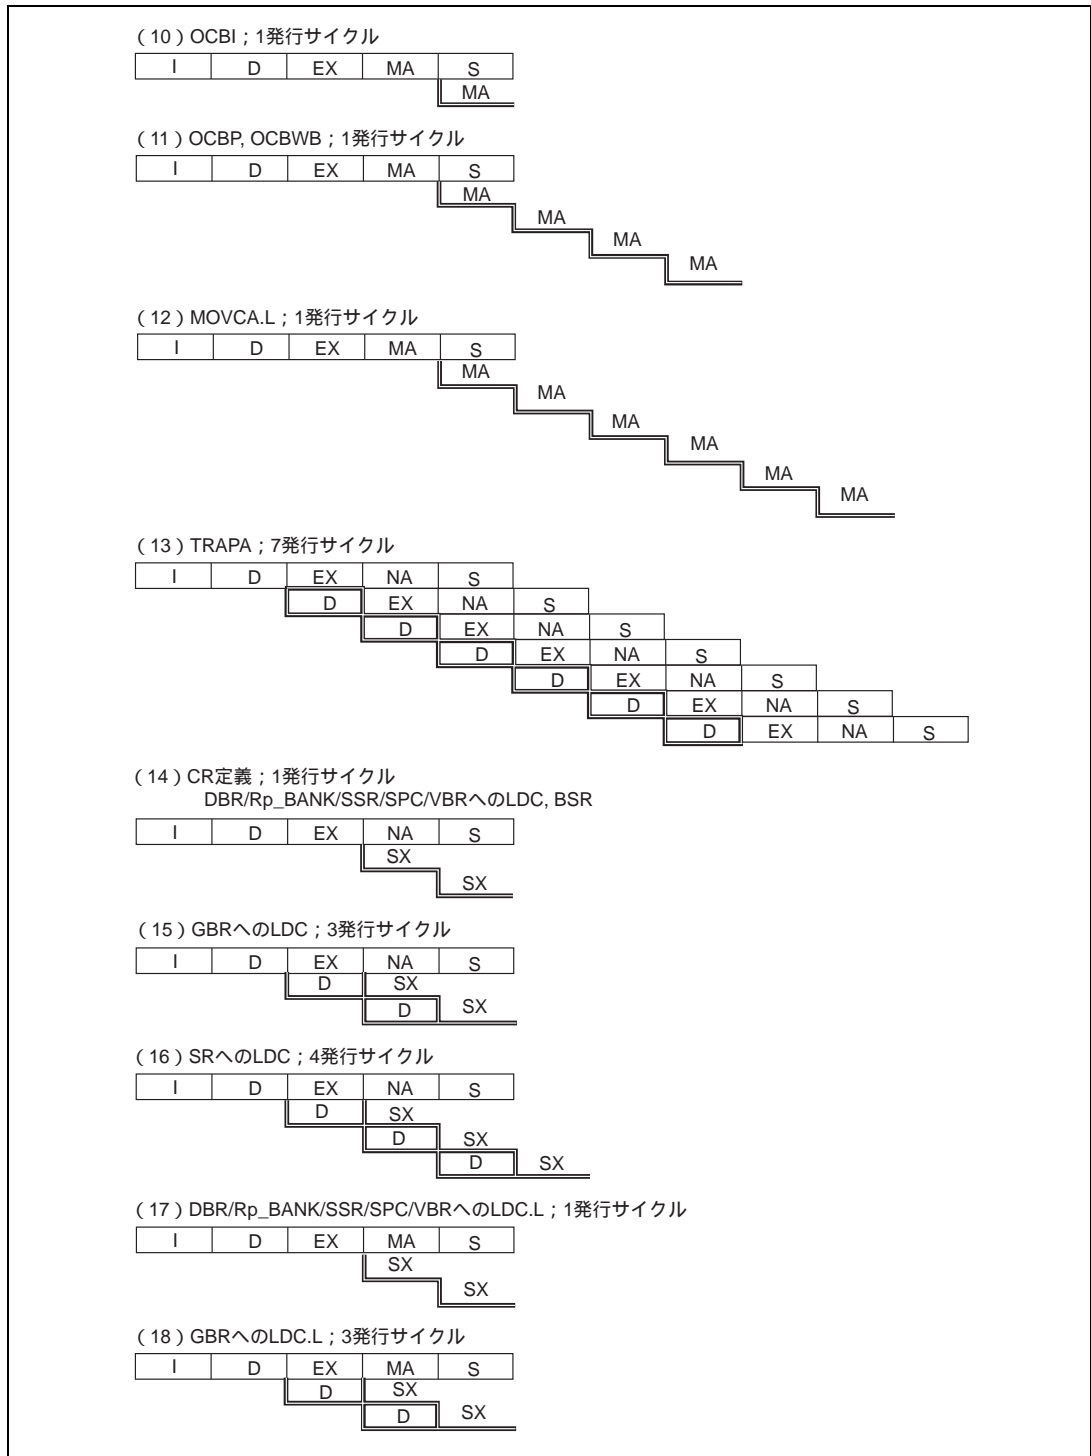 （10）OCBI；1発行サイクル
I D EX MA S
MA
（11）OCBP, OCBWB；1発行サイクル
I D EX MA S
MA
MA
MA
MA
（12）MOVCA.L；1発行サイクル
I D EX MA S
MA
MA
MA
MA
MA
MA
（13）TRAPA；7発行サイクル
I D EX NA S
D EX NA S
D EX NA S
D EX NA S
D EX NA S
D EX NA S
D EX NA S
（14）CR定義；1発行サイクル
DBR/Rp_BANK/SSR/SPC/VBRへのLDC, BSR
I D EX NA S
SX
SX
（15）GBRへのLDC；3発行サイクル
I D EX NA S
D SX
D SX
（16）SRへのLDC；4発行サイクル
I D EX NA S
D SX
D SX
D SX
（17）DBR/Rp_BANK/SSR/SPC/VBRへのLDC.L；1発行サイクル
I D EX MA S
SX
SX
（18）GBRへのLDC.L；3発行サイクル
I D EX MA S
D SX
D SX